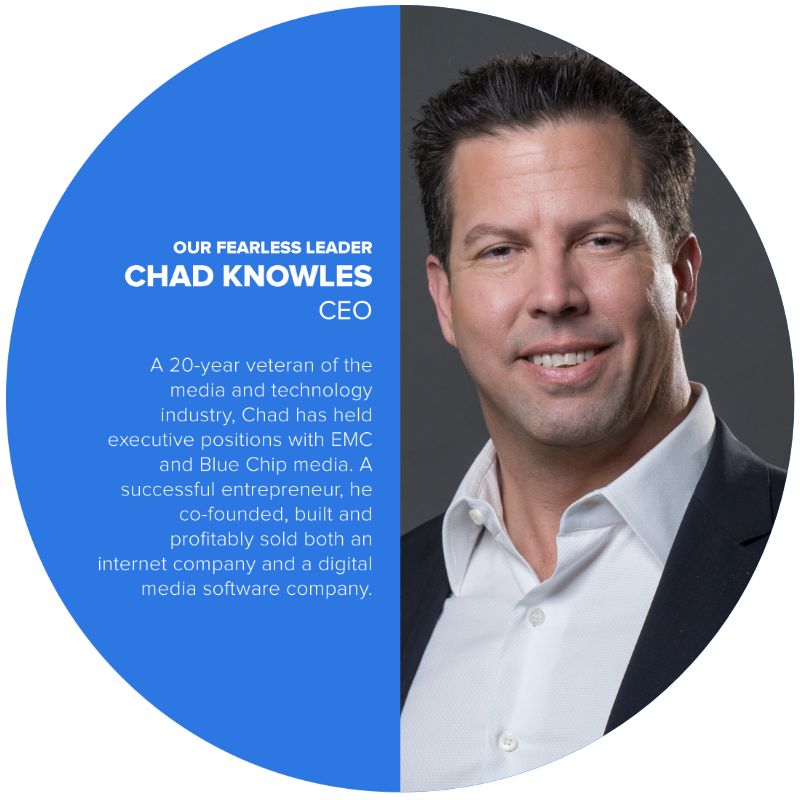 OUR FEARLESS LEADER
CHAD KNOWLES
CEO
A 20-year veteran of the
media and technology
industry, Chad has held
executive positions with EMC
and Blue Chip media. A
successful entrepreneur, he
co-founded, built and
profitably sold both an
internet company and a digital
media software company.